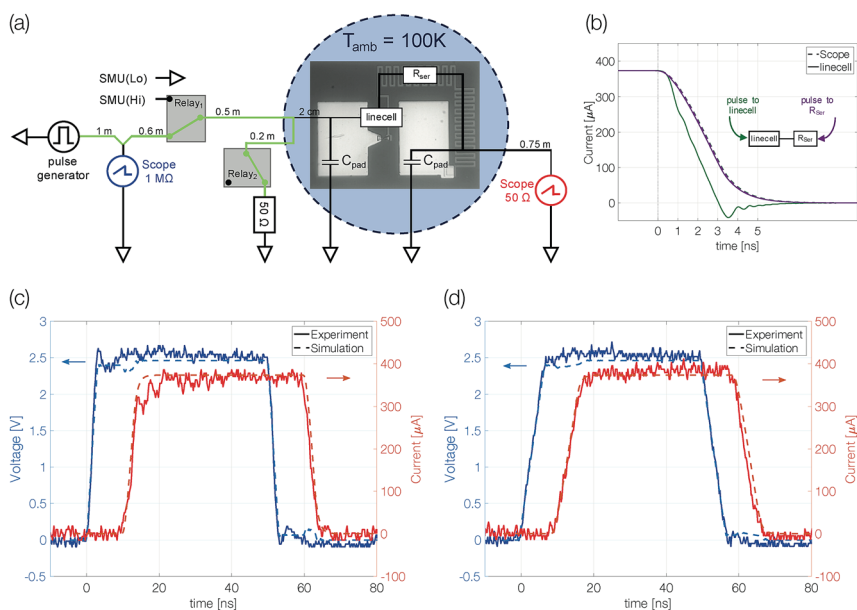 (a)
T_amb = 100K
SMU(Lo)
SMU(Hi)
Relay₁
0.5 m
2 cm
R_ser
linecell
1 m
0.6 m
0.2 m
0.75 m
pulse
generator
Scope
1 MΩ
Relay₂
50 Ω
C_pad
C_pad
Scope
50 Ω
(b)
Scope
linecell
pulse to
linecell
pulse to
R_Ser
linecell
R_Ser
Current [µA]
400
300
200
100
0
0 1 2 3 4 5
time [ns]
(c)
Experiment
Simulation
Voltage [V]
3
2.5
2
1.5
1
0.5
0
-0.5
Current [µA]
500
400
300
200
100
0
-100
0 20 40 60 80
time [ns]
(d)
Experiment
Simulation
Voltage [V]
3
2.5
2
1.5
1
0.5
0
-0.5
Current [µA]
500
400
300
200
100
0
-100
0 20 40 60 80
time [ns]